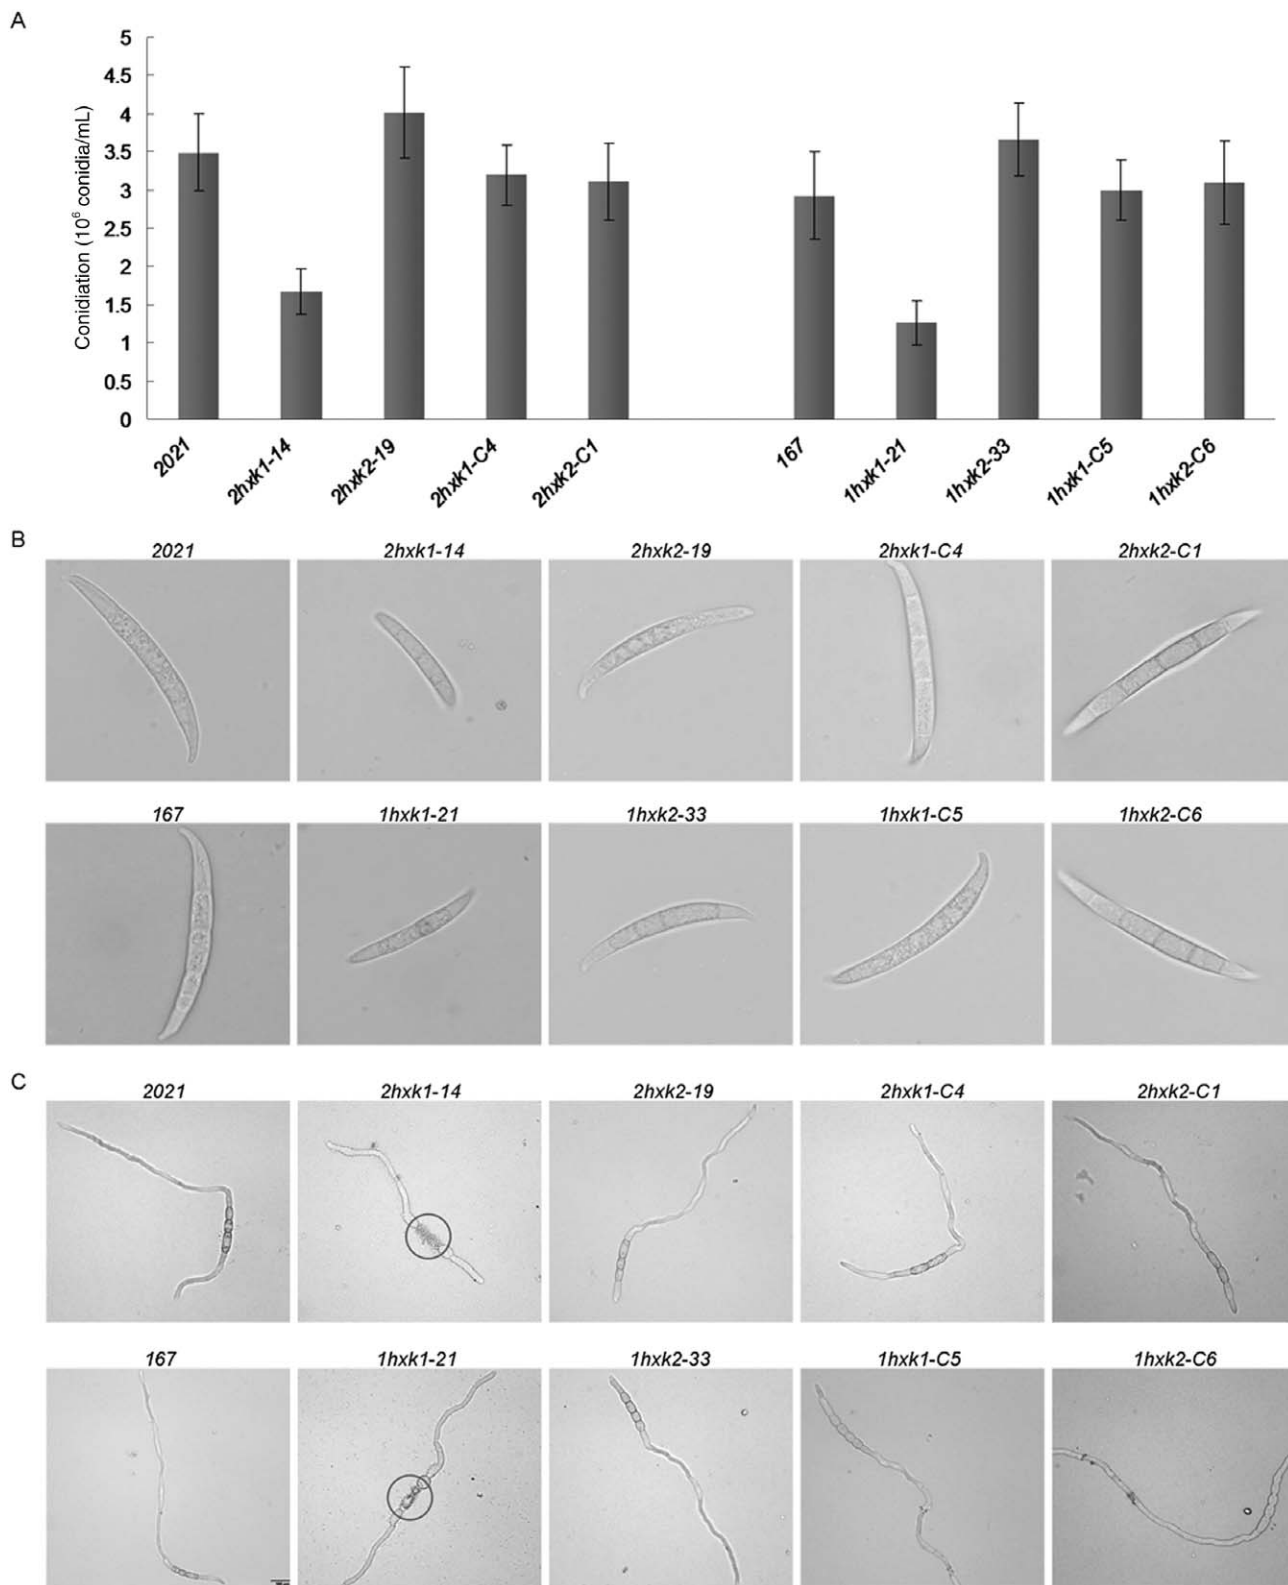 A
5
4.5
4
3.5
3
2.5
2
1.5
1
0.5
0
Conidiation (10⁶ conidia/mL)
2021 2hxk1-14 2hxk2-19 2hxk1-C4 2hxk2-C1 167 1hxk1-21 1hxk2-33 1hxk1-C5 1hxk2-C6
B
2021 2hxk1-14 2hxk2-19 2hxk1-C4 2hxk2-C1
167 1hxk1-21 1hxk2-33 1hxk1-C5 1hxk2-C6
C
2021 2hxk1-14 2hxk2-19 2hxk1-C4 2hxk2-C1
167 1hxk1-21 1hxk2-33 1hxk1-C5 1hxk2-C6